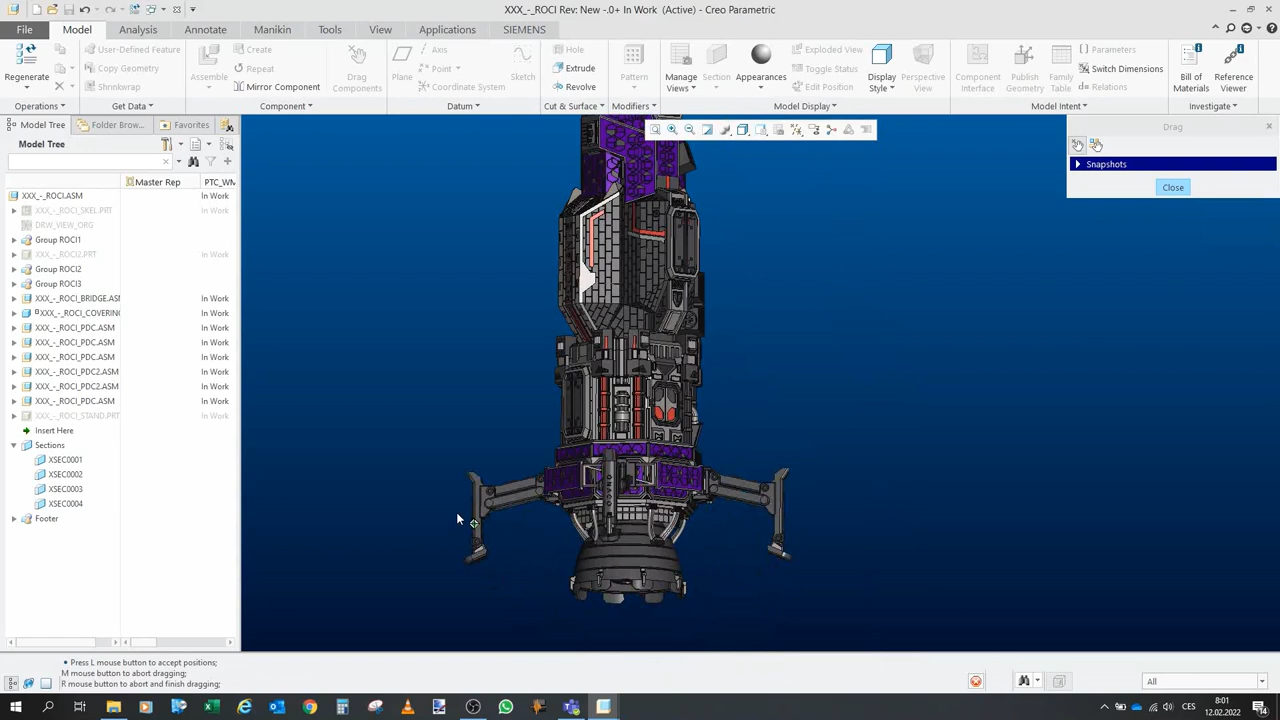 XXX_-_ROCI Rev: New -.0+ In Work (Active) - Creo Parametric
File Model Analysis Annotate Manikin Tools View Applications SIEMENS
Regenerate
User-Defined Feature
Copy Geometry
Shrinkwrap
Assemble
Create
Repeat
Mirror Component
Drag Components
Plane
Axis
Point
Coordinate System
Sketch
Hole
Extrude
Revolve
Pattern
Manage Views
Section
Appearances
Exploded View
Toggle Status
Edit Position
Display Style
Perspective View
Component Interface
Publish Geometry
Family Table
Parameters
Switch Dimensions
Relations
Bill of Materials
Reference Viewer
Operations Get Data Component Datum Cut & Surface Modifiers Model Display Model Intent Investigate
Model Tree Folder Brow... Favorites
Model Tree
Master Rep PTC_WM
XXX_-_ROCI.ASM In Work
XXX_-_ROCI_SKEL.PRT In Work
DRW_VIEW_ORG
Group ROCI1
XXX_-_ROCI2.PRT In Work
Group ROCI2
Group ROCI3
XXX_-_ROCI_BRIDGE.ASM In Work
XXX_-_ROCI_COVERING In Work
XXX_-_ROCI_PDC.ASM In Work
XXX_-_ROCI_PDC.ASM In Work
XXX_-_ROCI_PDC.ASM In Work
XXX_-_ROCI_PDC2.ASM In Work
XXX_-_ROCI_PDC2.ASM In Work
XXX_-_ROCI_PDC.ASM In Work
XXX_-_ROCI_STAND.PRT In Work
Insert Here
Sections
XSEC0001
XSEC0002
XSEC0003
XSEC0004
Footer
Drag
Snapshots
Close
• Press L mouse button to accept positions;
M mouse button to abort dragging;
R mouse button to abort and finish dragging;
All
CES
8:01
12.02.2022
14